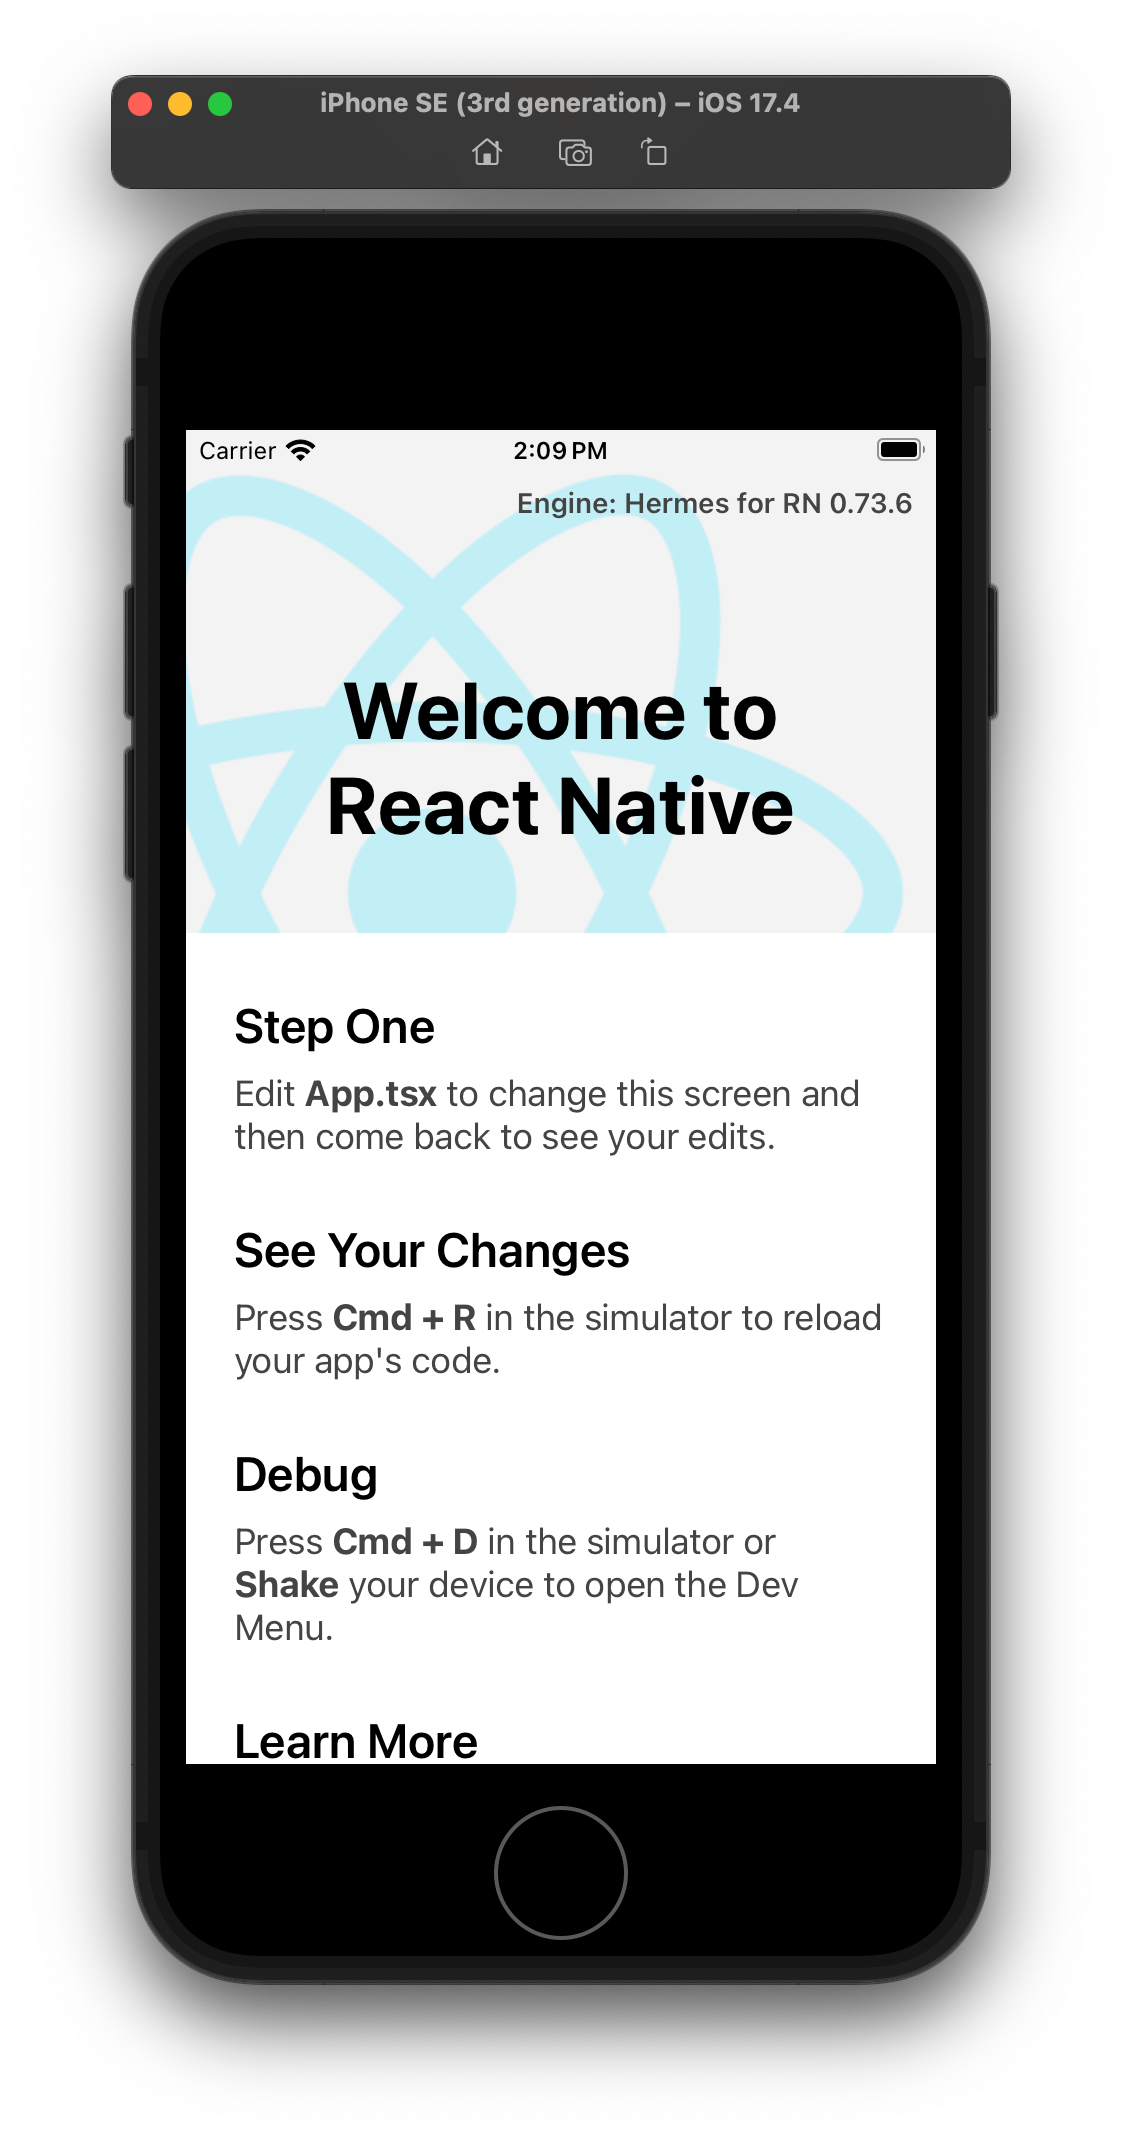 iPhone SE (3rd generation) – iOS 17.4
Carrier 2:09 PM
Engine: Hermes for RN 0.73.6
Welcome to
React Native
Step One
Edit App.tsx to change this screen and
then come back to see your edits.
See Your Changes
Press Cmd + R in the simulator to reload
your app's code.
Debug
Press Cmd + D in the simulator or
Shake your device to open the Dev
Menu.
Learn More